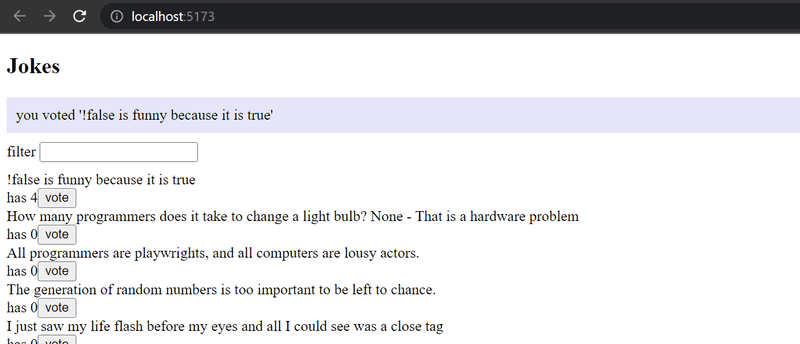 localhost:5173
Jokes
you voted '!false is funny because it is true'
filter
!false is funny because it is true
has 4 vote
How many programmers does it take to change a light bulb? None - That is a hardware problem
has 0 vote
All programmers are playwrights, and all computers are lousy actors.
has 0 vote
The generation of random numbers is too important to be left to chance.
has 0 vote
I just saw my life flash before my eyes and all I could see was a close tag
has 0 vote